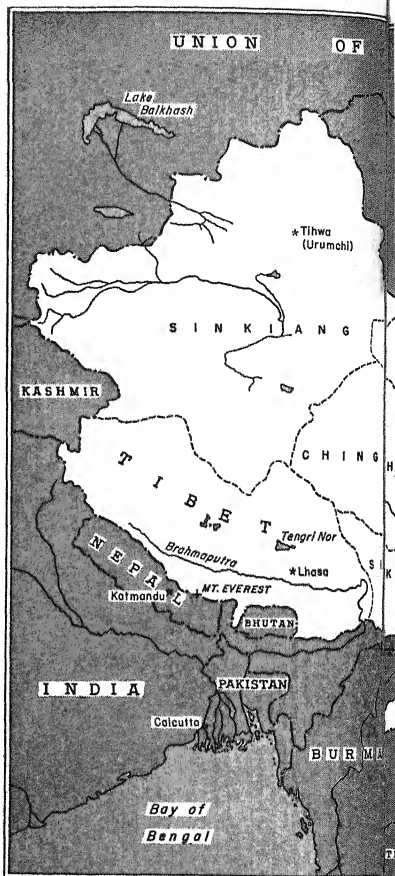 UNION OF
Lake
Balkhash
Tihwa
(Urumchi)
SINKIANG
KASHMIR
CHING
TIBET
Tengri Nor
Brahmaputra
Lhasa
NEPAL
MT. EVEREST
Katmandu
BHUTAN
INDIA
PAKISTAN
Calcutta
BURMA
Bay of
Bengal